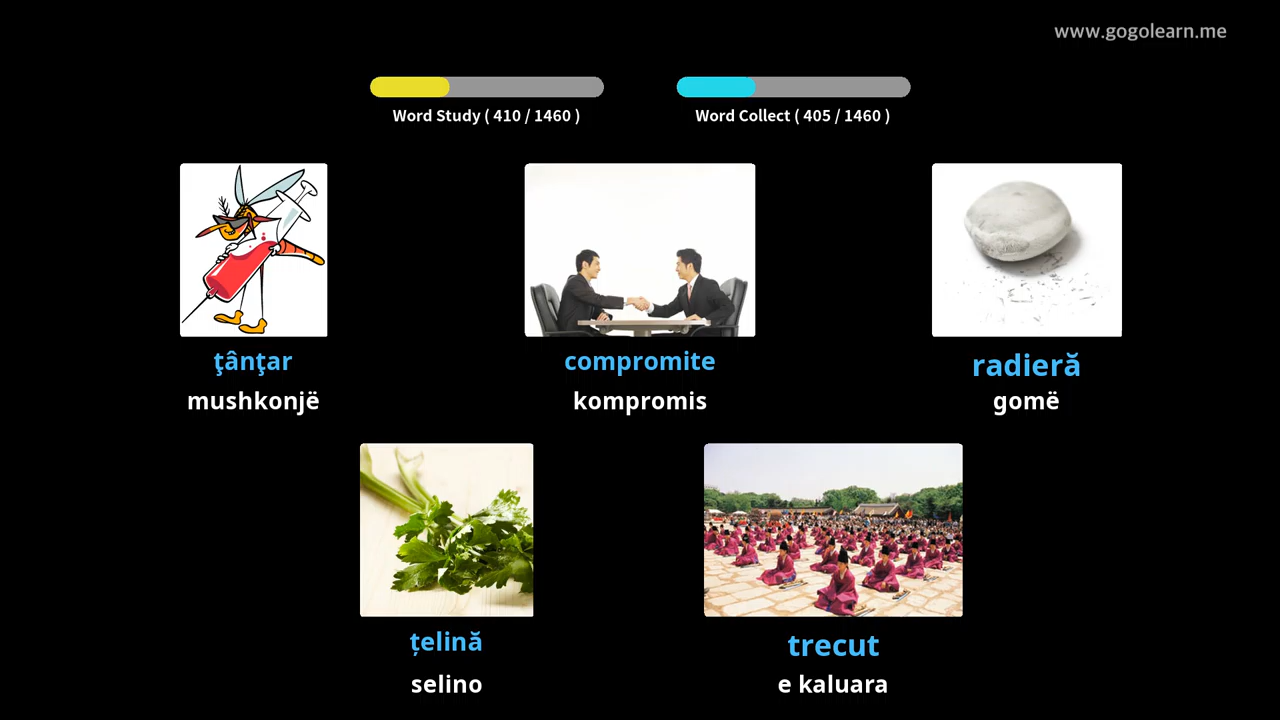 www.gogolearn.me
Word Study ( 410 / 1460 )
Word Collect ( 405 / 1460 )
ţânţar
compromite
radieră
mushkonjë
kompromis
gomë
țelină
trecut
selino
e kaluara